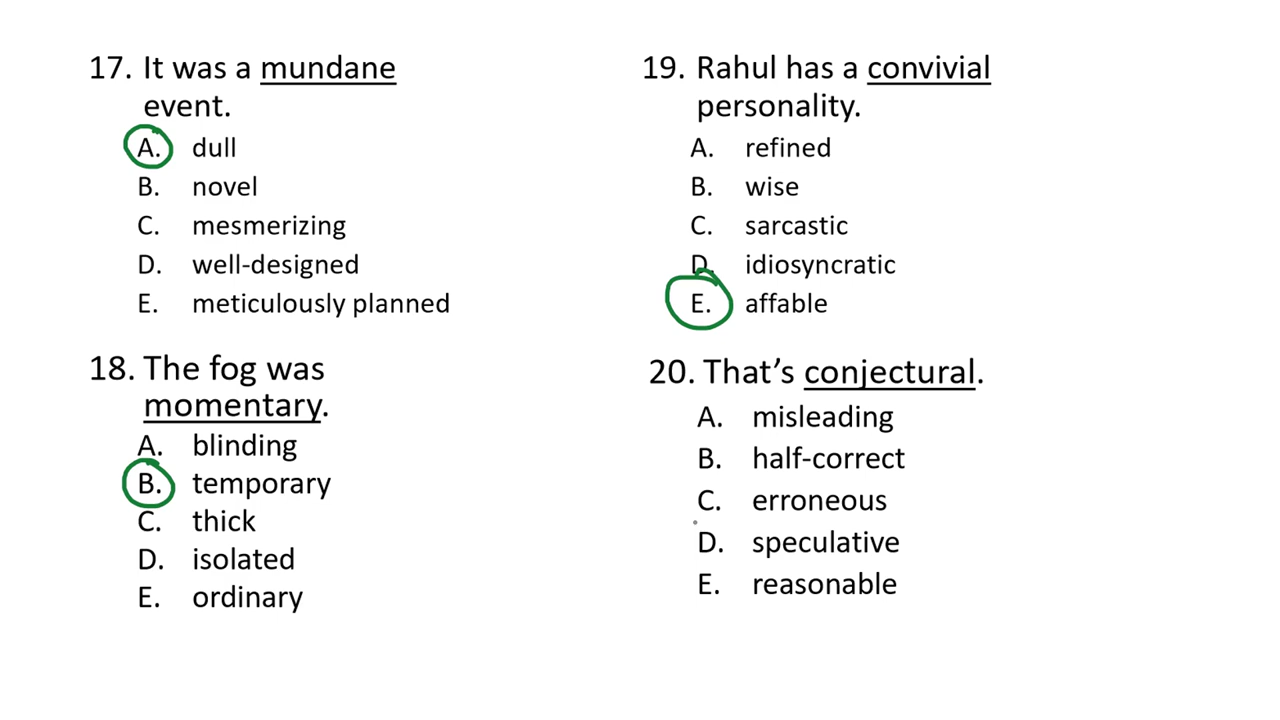 17. It was a mundane
event.
A. dull
B. novel
C. mesmerizing
D. well-designed
E. meticulously planned
18. The fog was
momentary.
A. blinding
B. temporary
C. thick
D. isolated
E. ordinary
19. Rahul has a convivial
personality.
A. refined
B. wise
C. sarcastic
D. idiosyncratic
E. affable
20. That’s conjectural.
A. misleading
B. half-correct
C. erroneous
D. speculative
E. reasonable